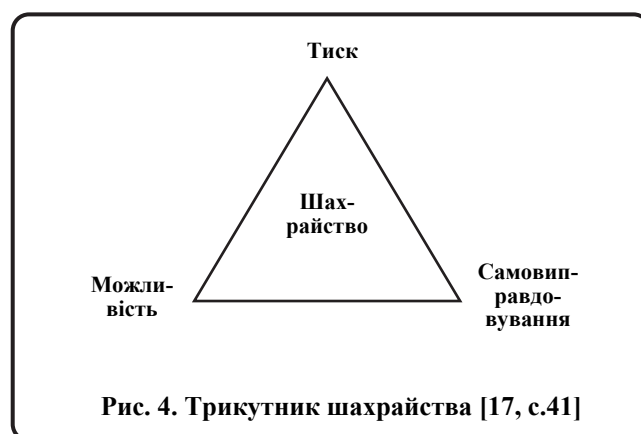 Тиск
Шах-
райство
Можли-
вість
Самовип-
равдо-
вування
Рис. 4. Трикутник шахрайства [17, с.41]